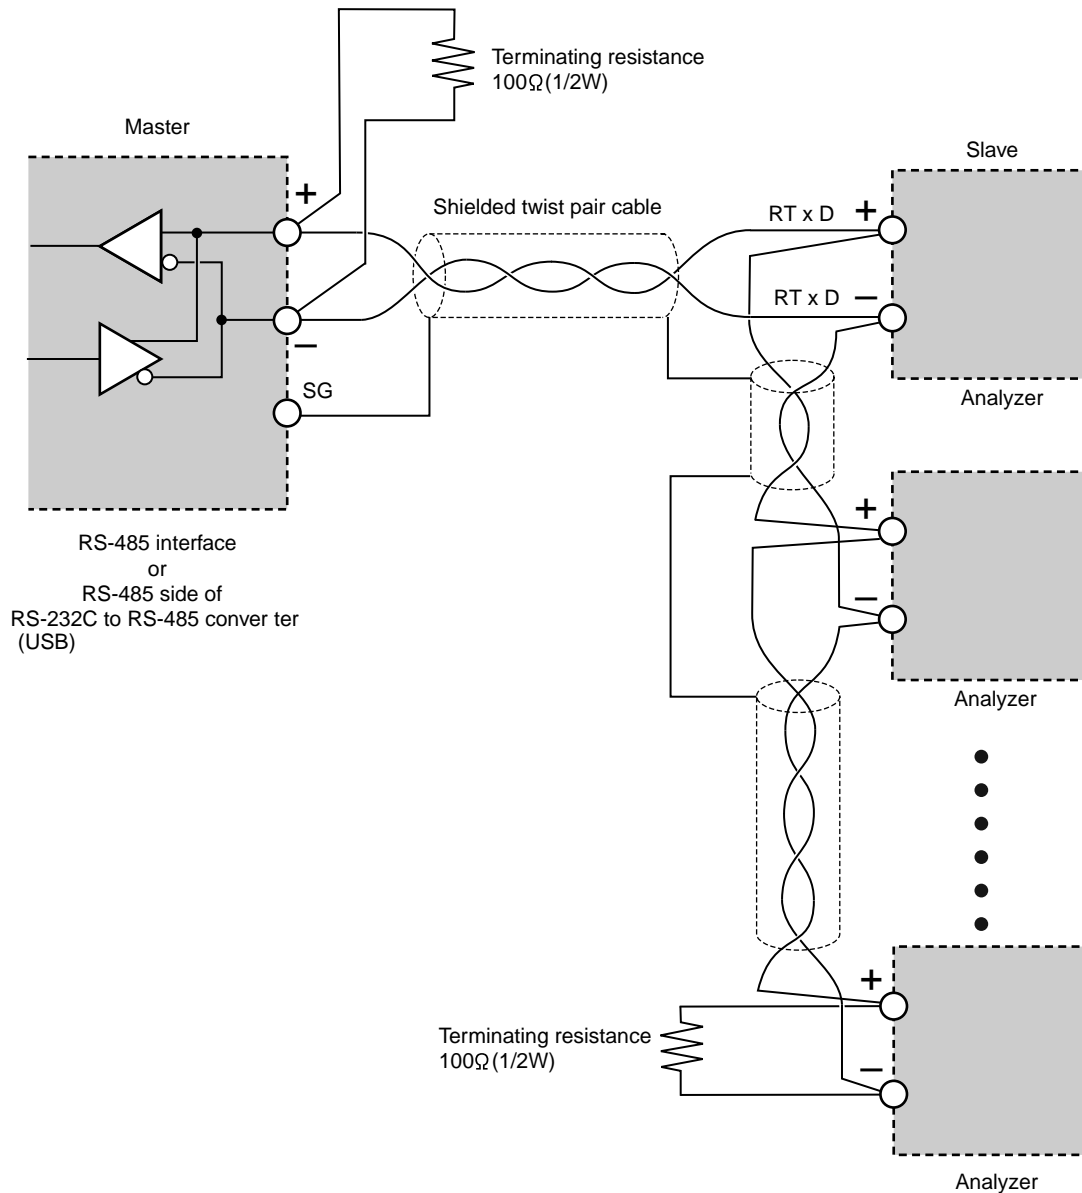 Terminating resistance
100Ω(1/2W)
Master
Slave
+
Shielded twist pair cable
RT x D
+
RT x D
−
−
SG
Analyzer
+
RS-485 interface
or
RS-485 side of
RS-232C to RS-485 conver ter
(USB)
−
Analyzer
+
Terminating resistance
100Ω(1/2W)
−
Analyzer